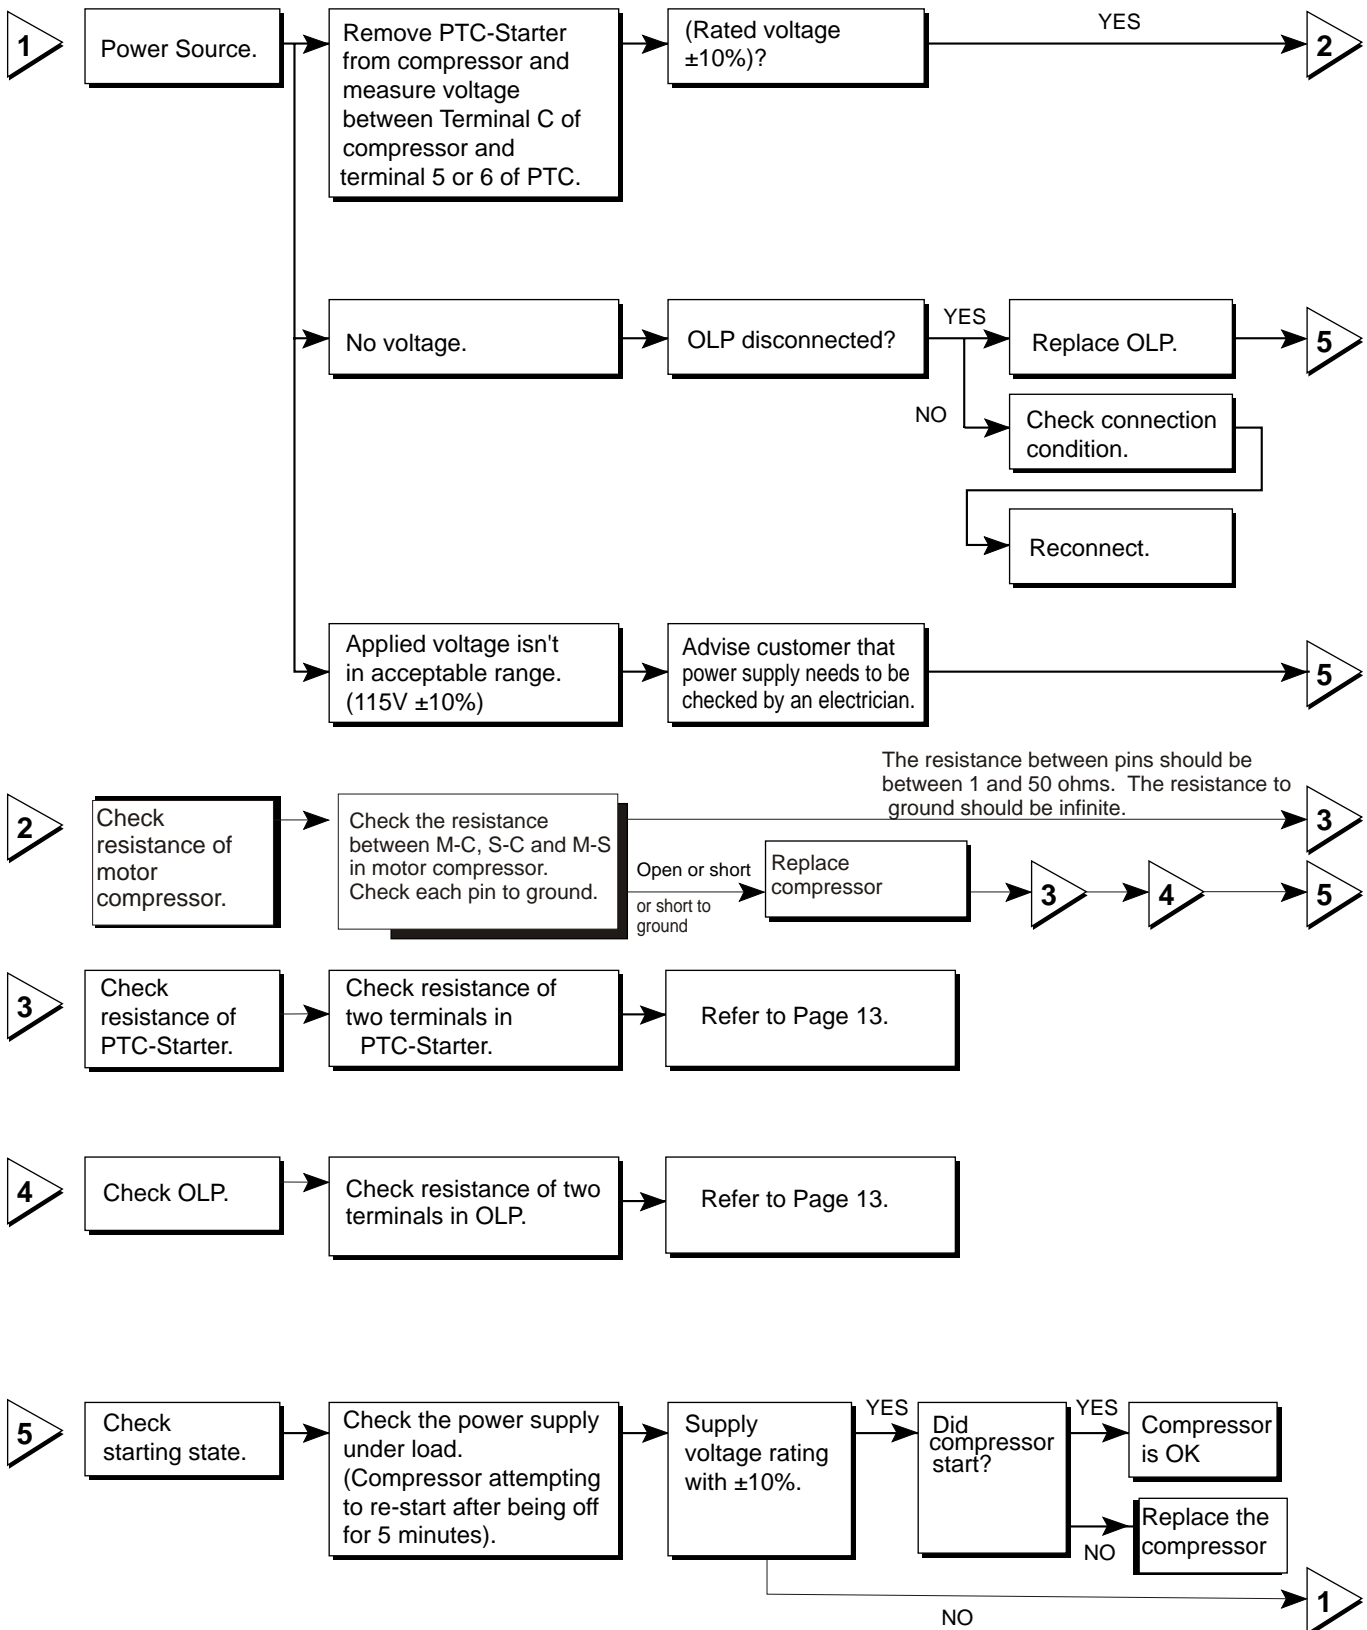 1
Power Source.
Remove PTC-Starter
from compressor and
measure voltage
between Terminal C of
compressor and
terminal 5 or 6 of PTC.
(Rated voltage
±10%)?
YES
2
No voltage.
OLP disconnected?
YES
Replace OLP.
5
NO
Check connection
condition.
Reconnect.
Applied voltage isn't
in acceptable range.
(115V ±10%)
Advise customer that
power supply needs to be
checked by an electrician.
5
2
Check
resistance of
motor
compressor.
Check the resistance
between M-C, S-C and M-S
in motor compressor.
Check each pin to ground.
The resistance between pins should be
between 1 and 50 ohms. The resistance to
ground should be infinite.
3
Open or short
or short to
ground
Replace
compressor
3
4
5
3
Check
resistance of
PTC-Starter.
Check resistance of
two terminals in
PTC-Starter.
Refer to Page 13.
4
Check OLP.
Check resistance of two
terminals in OLP.
Refer to Page 13.
5
Check
starting state.
Check the power supply
under load.
(Compressor attempting
to re-start after being off
for 5 minutes).
Supply
voltage rating
with ±10%.
YES
Did
compressor
start?
YES
Compressor
is OK
NO
Replace the
compressor
NO
1